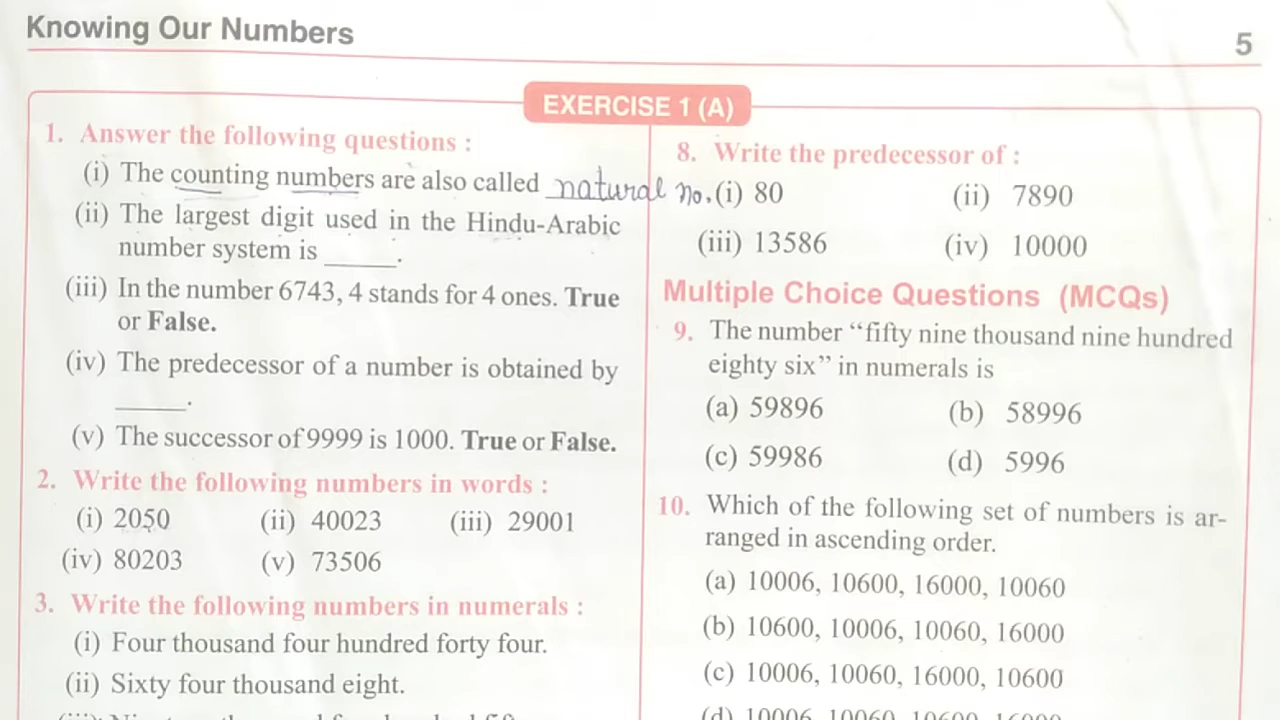 Knowing Our Numbers
5
EXERCISE 1 (A)
1. Answer the following questions :
(i) The counting numbers are also called natural no.
(ii) The largest digit used in the Hindu-Arabic
number system is _____.
(iii) In the number 6743, 4 stands for 4 ones. True
or False.
(iv) The predecessor of a number is obtained by
_____.
(v) The successor of 9999 is 1000. True or False.
2. Write the following numbers in words :
(i) 2050 (ii) 40023 (iii) 29001
(iv) 80203 (v) 73506
3. Write the following numbers in numerals :
(i) Four thousand four hundred forty four.
(ii) Sixty four thousand eight.
8. Write the predecessor of :
(i) 80 (ii) 7890
(iii) 13586 (iv) 10000
Multiple Choice Questions (MCQs)
9. The number “fifty nine thousand nine hundred
eighty six” in numerals is
(a) 59896 (b) 58996
(c) 59986 (d) 5996
10. Which of the following set of numbers is ar-
ranged in ascending order.
(a) 10006, 10600, 16000, 10060
(b) 10600, 10006, 10060, 16000
(c) 10006, 10060, 16000, 10600
(d) 10006, 10060, 10600, 16000